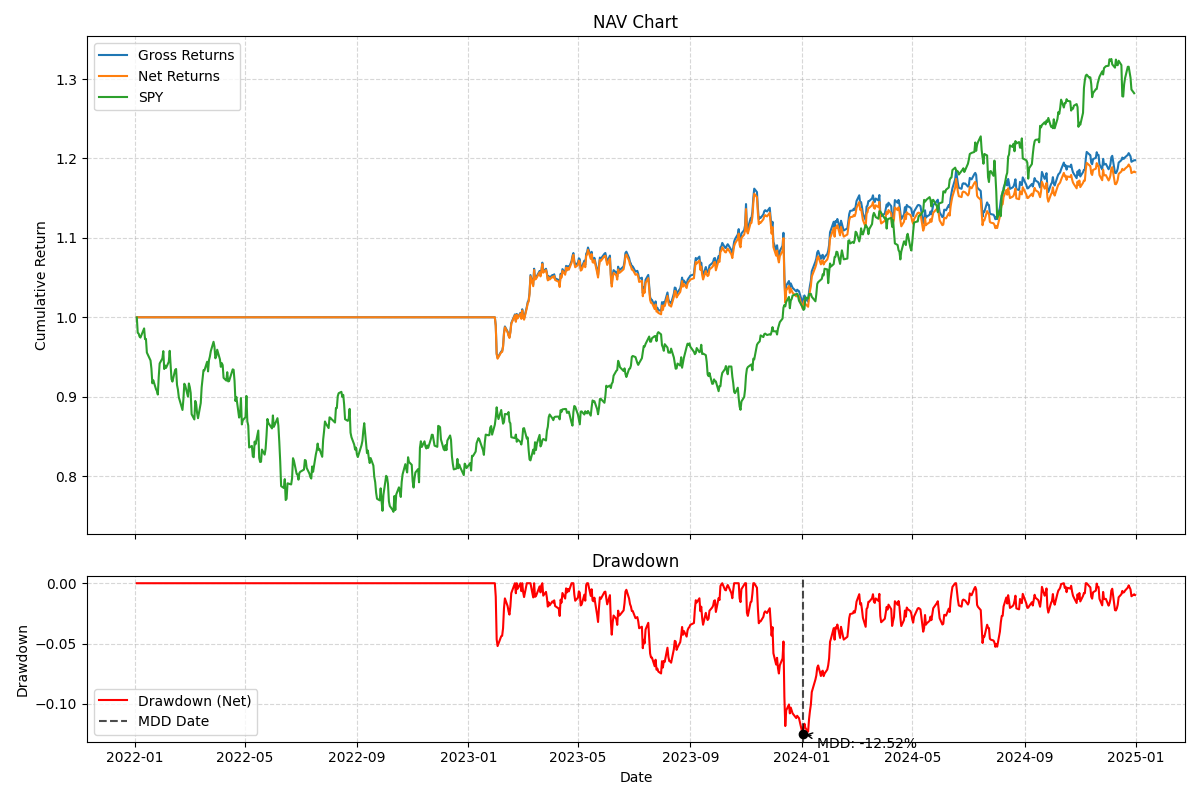 NAV Chart
Gross Returns
Net Returns
SPY
Cumulative Return
1.3
1.2
1.1
1.0
0.9
0.8
Drawdown
Drawdown
0.00
−0.05
−0.10
Drawdown (Net)
MDD Date
MDD: -12.52%
2022-01 2022-05 2022-09 2023-01 2023-05 2023-09 2024-01 2024-05 2024-09 2025-01
Date